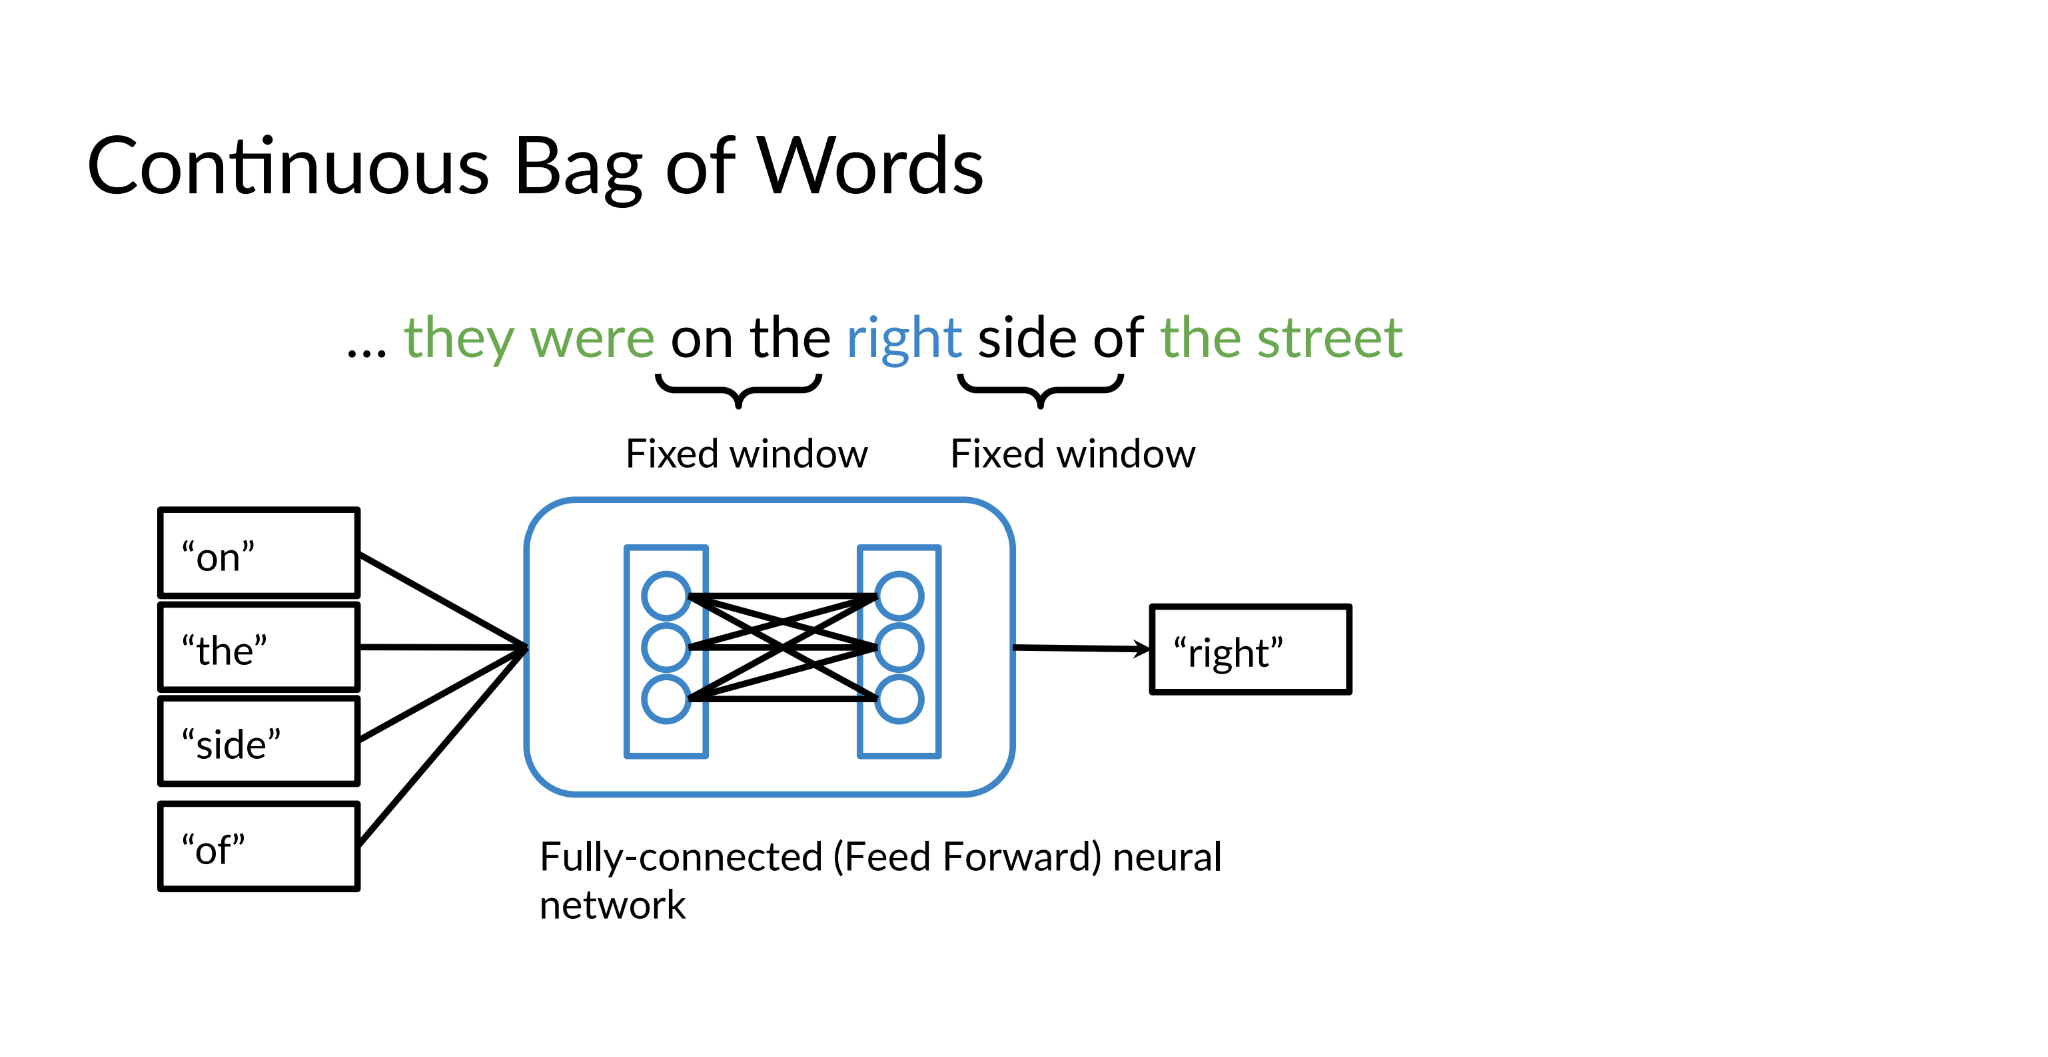 Continuous Bag of Words
... they were on the right side of the street
Fixed window
Fixed window
“on”
“the”
“side”
“of”
“right”
Fully-connected (Feed Forward) neural
network